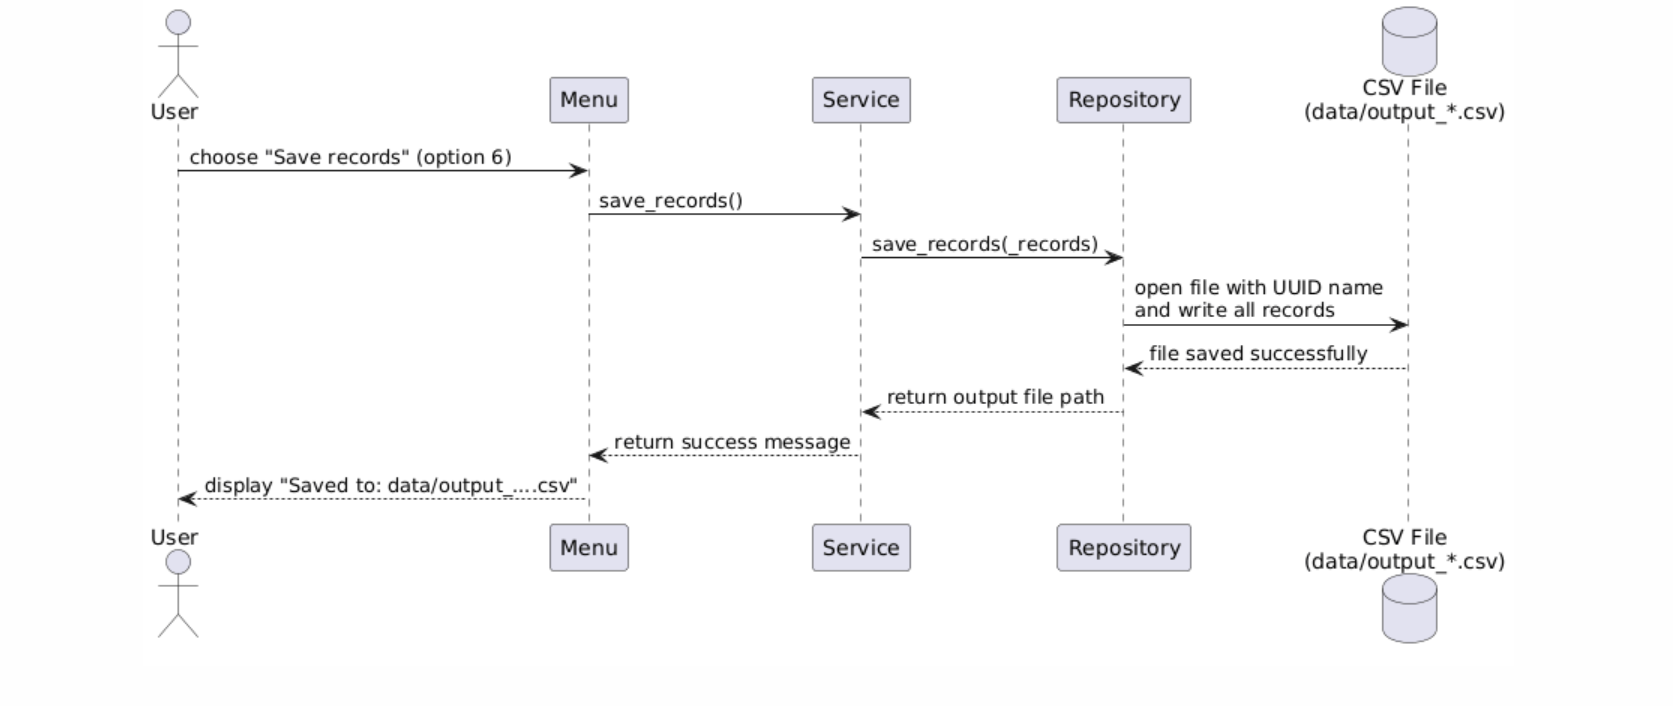 User
Menu
Service
Repository
CSV File
(data/output_*.csv)
choose "Save records" (option 6)
save_records()
save_records(_records)
open file with UUID name
and write all records
file saved successfully
return output file path
return success message
display "Saved to: data/output_....csv"
User
Menu
Service
Repository
CSV File
(data/output_*.csv)